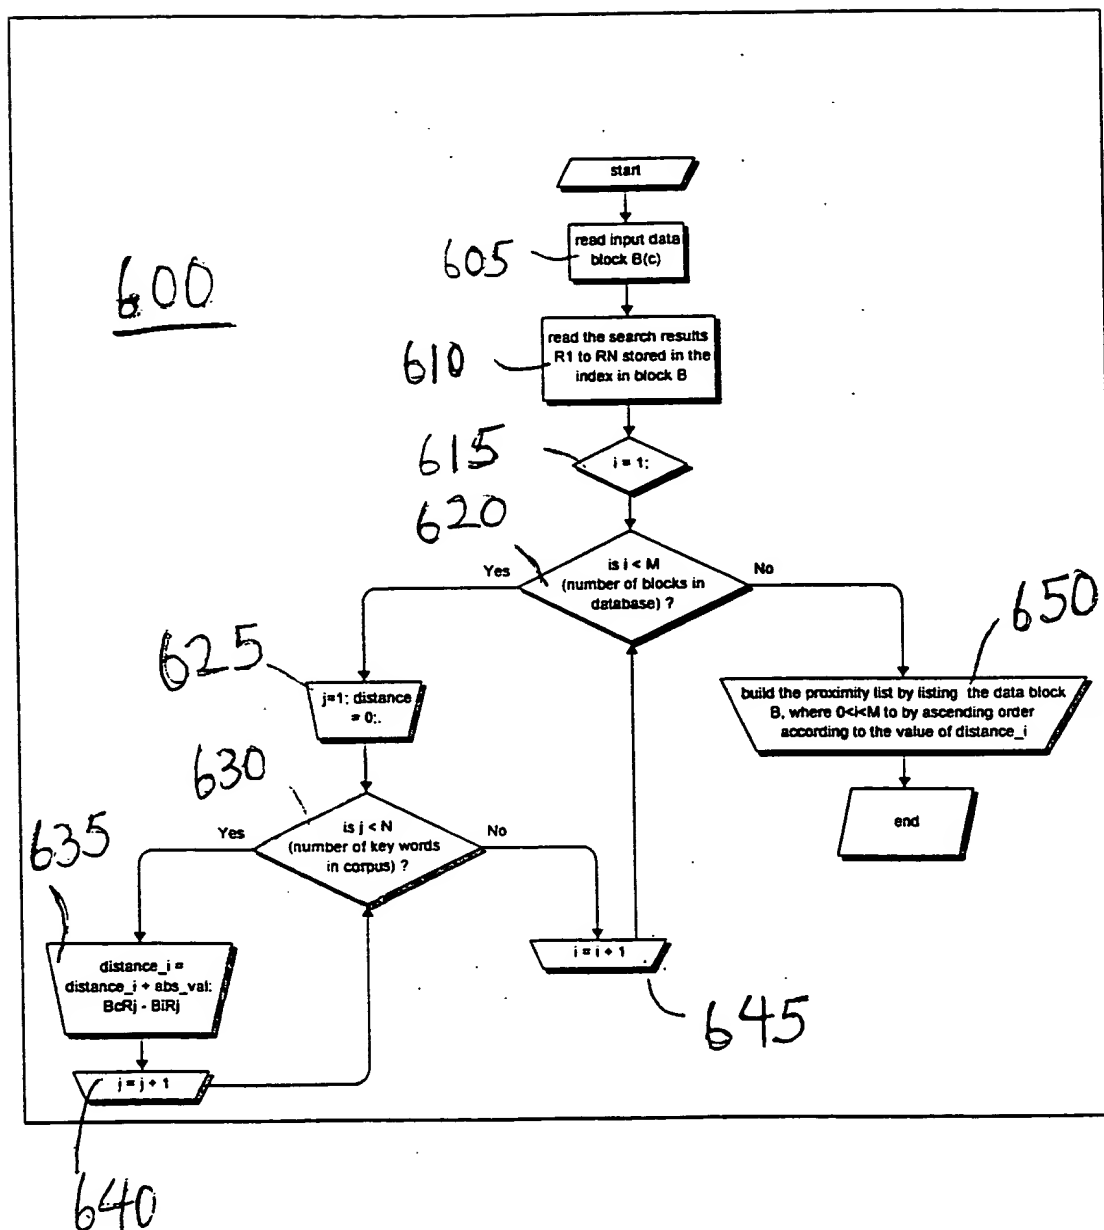 start
605
read input data
block B(c)
600
610
read the search results
R1 to RN stored in the
index in block B
615
i = 1;
620
Yes
is i < M
(number of blocks in
database) ?
No
650
625
j=1; distance
= 0;.
build the proximity list by listing the data block
B, where 0<i<M to by ascending order
according to the value of distance_i
630
635
Yes
is j < N
(number of key words
in corpus) ?
No
end
distance_i =
distance_i + abs_val:
BcRj - BiRj
i = i + 1
645
j = j + 1
640